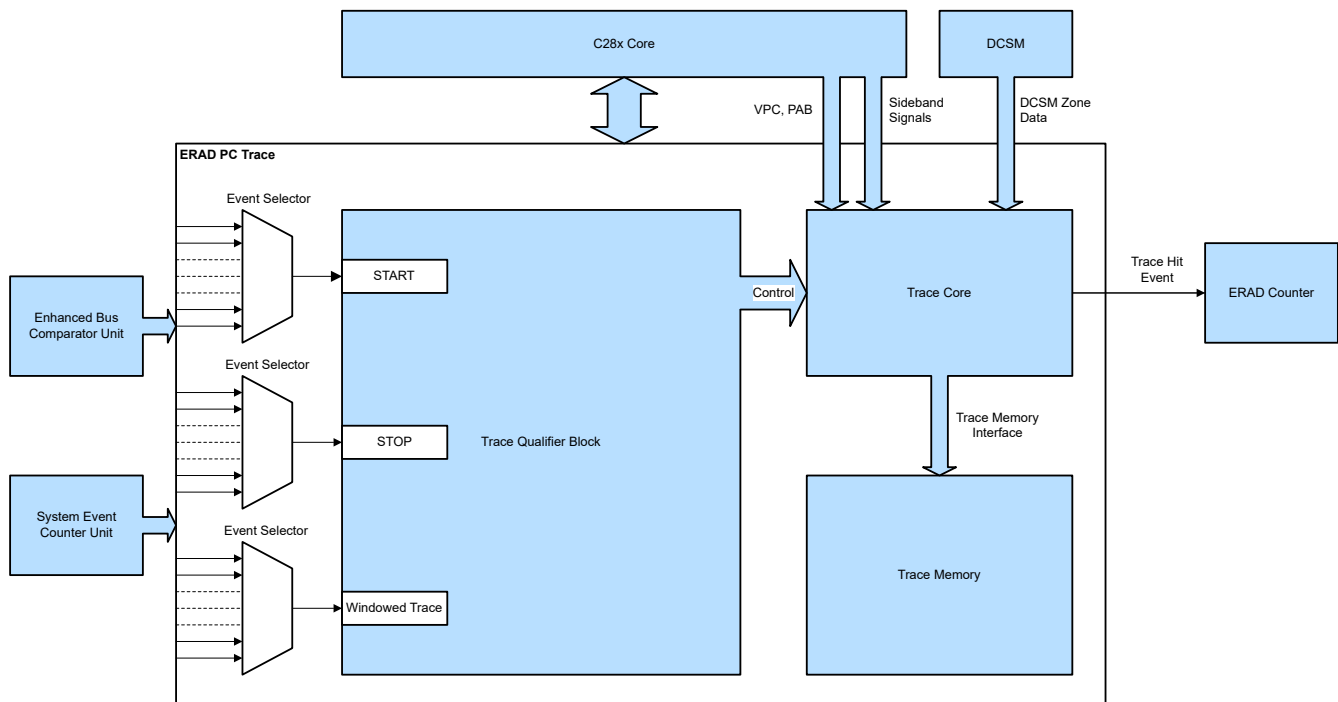 C28x Core
DCSM
VPC, PAB
Sideband
Signals
DCSM Zone
Data
ERAD PC Trace
Event Selector
START
Control
Trace Core
Trace Hit
Event
ERAD Counter
Enhanced Bus
Comparator Unit
Event Selector
STOP
Trace Qualifier Block
Trace Memory
Interface
System Event
Counter Unit
Event Selector
Windowed Trace
Trace Memory